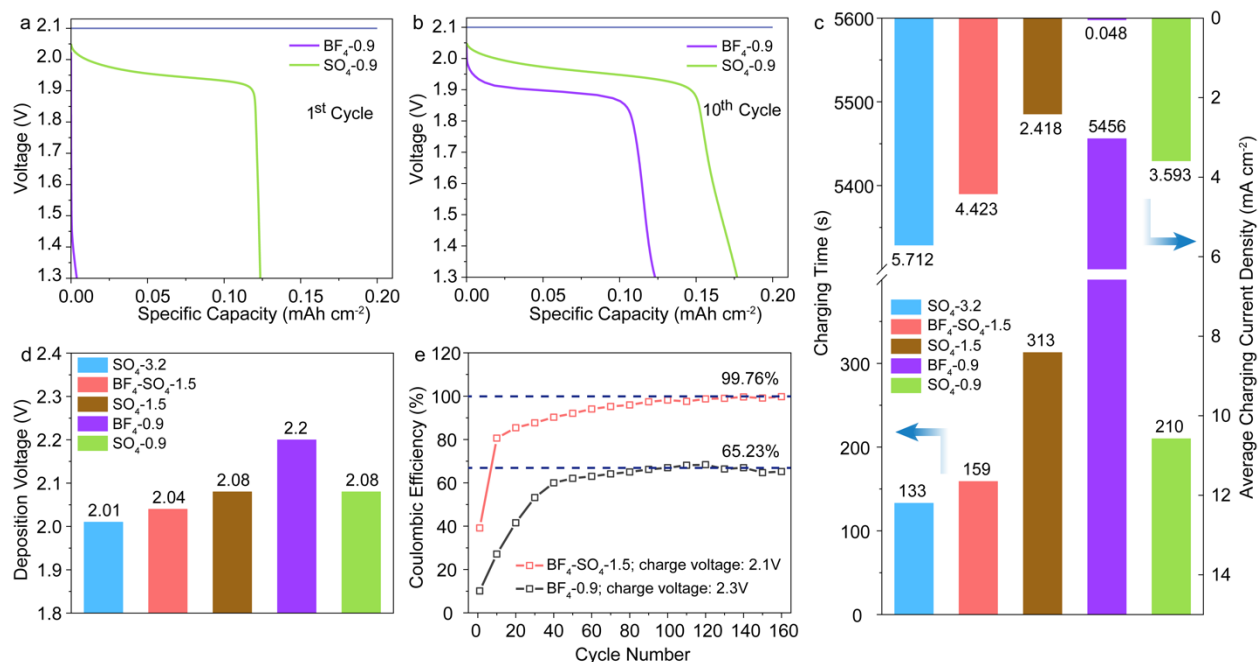 a
2.1
2.0
1.9
1.8
1.7
1.6
1.5
1.4
1.3
Voltage (V)
BF₄-0.9
SO₄-0.9
1ˢᵗ Cycle
0.00 0.05 0.10 0.15 0.20
Specific Capacity (mAh cm⁻²)
b
2.1
2.0
1.9
1.8
1.7
1.6
1.5
1.4
1.3
Voltage (V)
BF₄-0.9
SO₄-0.9
10ᵗʰ Cycle
0.00 0.05 0.10 0.15 0.20
Specific Capacity (mAh cm⁻²)
c
5600
5500
5400
300
200
100
0
Charging Time (s)
0
2
4
6
8
10
12
14
Average Charging Current Density (mA cm⁻²)
0.048
2.418
5456
3.593
4.423
5.712
SO₄-3.2
BF₄-SO₄-1.5
SO₄-1.5
BF₄-0.9
SO₄-0.9
313
210
159
133
d
2.4
2.3
2.2
2.1
2.0
1.9
1.8
Deposition Voltage (V)
SO₄-3.2
BF₄-SO₄-1.5
SO₄-1.5
BF₄-0.9
SO₄-0.9
2.01
2.04
2.08
2.2
2.08
e
120
100
80
60
40
20
0
Coulombic Efficiency (%)
99.76%
65.23%
BF₄-SO₄-1.5; charge voltage: 2.1V
BF₄-0.9; charge voltage: 2.3V
0 20 40 60 80 100 120 140 160
Cycle Number